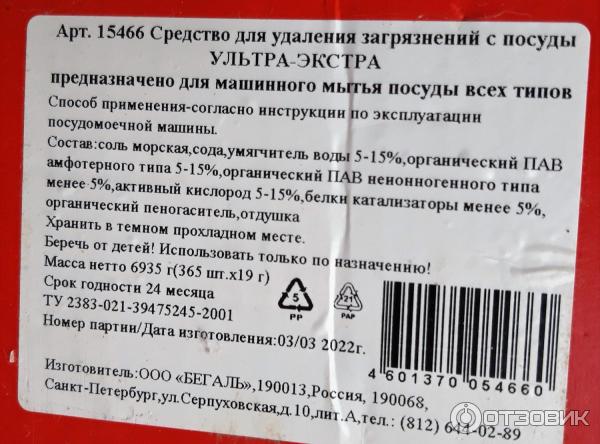 Арт. 15466 Средство для удаления загрязнений с посуды
УЛЬТРА-ЭКСТРА
предназначено для машинного мытья посуды всех типов
Способ применения-согласно инструкции по эксплуатации
посудомоечной машины.
Состав:соль морская,сода,умягчитель воды 5-15%,органический ПАВ
амфотерного типа 5-15%,органический ПАВ неионногенного типа
менее 5%,активный кислород 5-15%,белки катализаторы менее 5%,
органический пеногаситель,отдушка
Хранить в темном прохладном месте.
Беречь от детей! Использовать только по назначению!
Масса нетто 6935 г(365 шт.х19 г)
Срок годности 24 месяца
ТУ 2383-021-39475245-2001
5
PP
21
PAP
Номер партии/Дата изготовления:03/03 2022г.
4 601370 054660
Изготовитель:ООО «БЕГАЛЬ»,190013,Россия, 190068,
Санкт-Петербург,ул.Серпуховская,д.10,лит.А,тел.: (812) 644-02-89
ОТЗОВИК